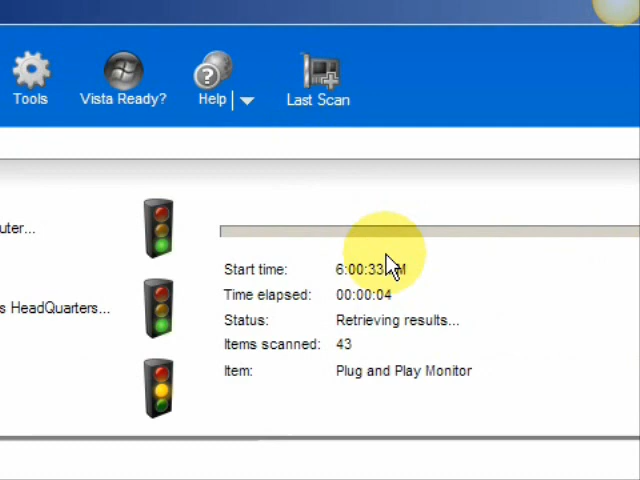 Tools
Vista Ready?
Help
Last Scan
uter...
s HeadQuarters...
Start time: 6:00:33 M
Time elapsed: 00:00:04
Status: Retrieving results...
Items scanned: 43
Item: Plug and Play Monitor